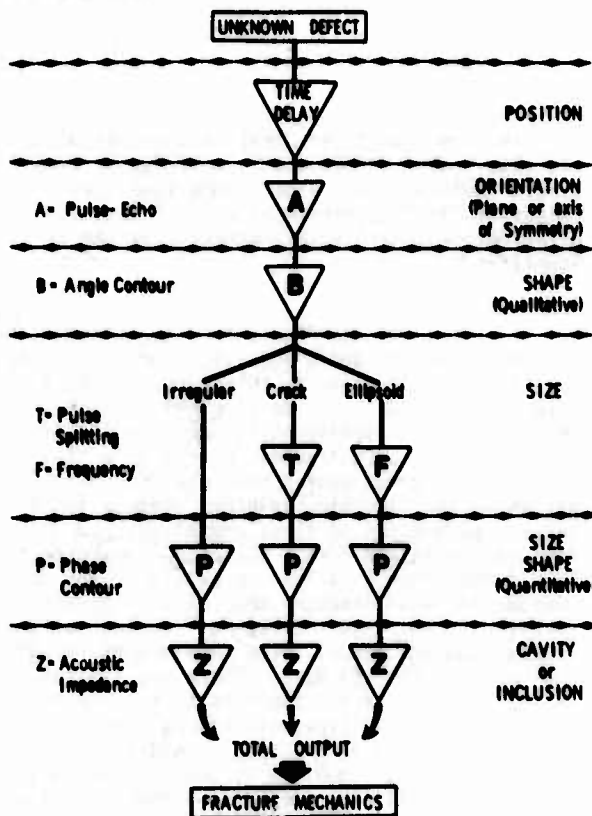 UNKNOWN DEFECT
TIME
DELAY
POSITION
A= Pulse-Echo
A
ORIENTATION
(Plane or axis
of Symmetry)
B = Angle Contour
B
SHAPE
(Qualitative)
Irregular Crack Ellipsoid
SIZE
T= Pulse
Splitting
F= Frequency
T F
P= Phase
Contour
P P P
SIZE
SHAPE
(Quantitative
Z= Acoustic
Impedance
Z Z Z
CAVITY
or
INCLUSION
TOTAL OUTPUT
FRACTURE MECHANICS